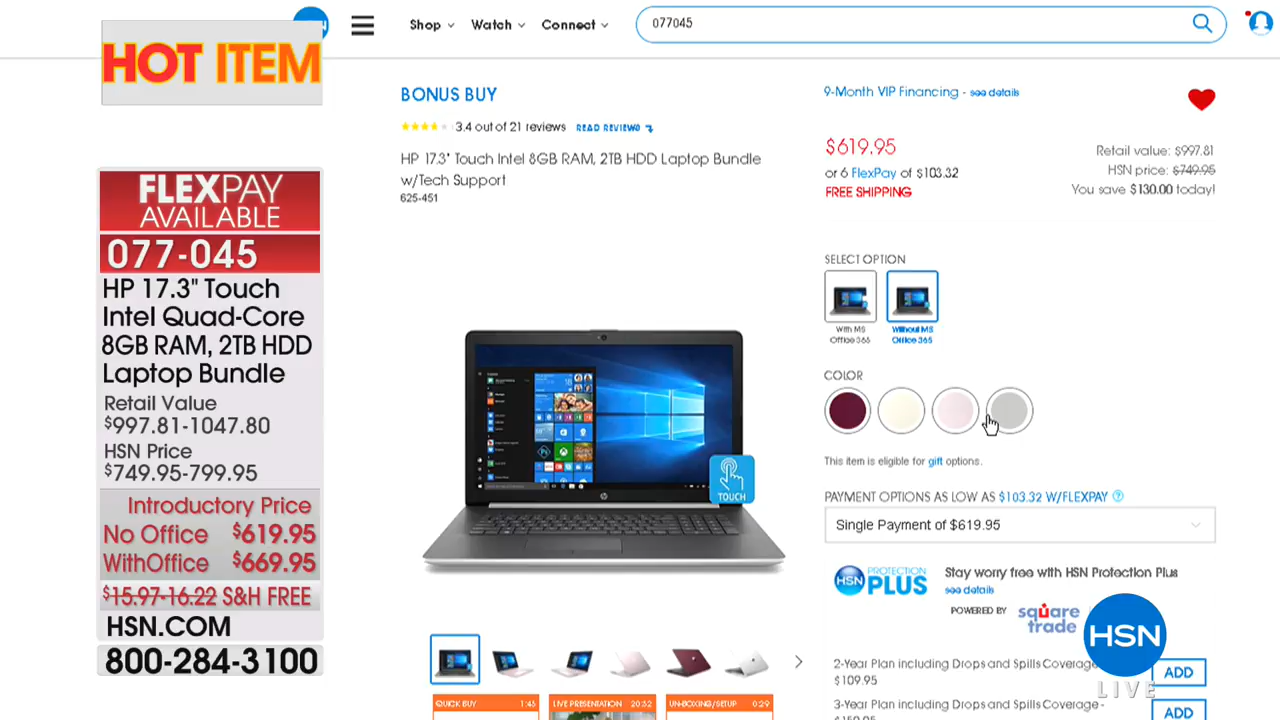 HOT ITEM
FLEXPAY
AVAILABLE
077-045
HP 17.3" Touch
Intel Quad-Core
8GB RAM, 2TB HDD
Laptop Bundle
Retail Value
$997.81-1047.80
HSN Price
$749.95-799.95
Introductory Price
No Office $619.95
WithOffice $669.95
$15.97-16.22 S&H FREE
HSN.COM
800-284-3100
Shop
Watch
Connect
077045
BONUS BUY
3.4 out of 21 reviews READ REVIEWS
HP 17.3" Touch Intel 8GB RAM, 2TB HDD Laptop Bundle
w/Tech Support
625-451
TOUCH
9-Month VIP Financing - see details
$619.95
or 6 FlexPay of $103.32
FREE SHIPPING
Retail value: $997.81
HSN price: $749.95
You save $130.00 today!
SELECT OPTION
With MS
Office 365
Without MS
Office 365
COLOR
This item is eligible for gift options.
PAYMENT OPTIONS AS LOW AS $103.32 W/FLEXPAY ?
Single Payment of $619.95
HSN PROTECTION
PLUS
Stay worry free with HSN Protection Plus
see details
POWERED BY square
trade
HSN
LIVE
2-Year Plan including Drops and Spills Coverage
$109.95
ADD
3-Year Plan including Drops and Spills Coverage -
ADD
QUICK BUY 1:45
LIVE PRESENTATION 20:32
UN-BOXING/SETUP 0:29